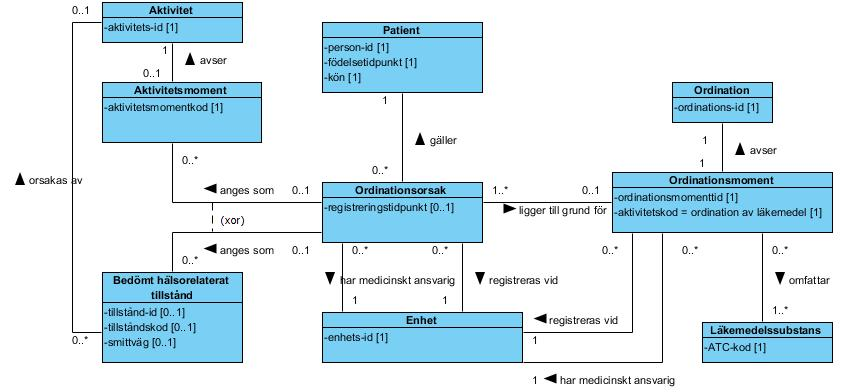 0..1
Aktivitet
-aktivitets-id [1]
1
avser
0..1
Aktivitetsmoment
-aktivitetsmomentkod [1]
0..*
Patient
-person-id [1]
-födelsetidpunkt [1]
-kön [1]
1
gäller
0..*
Ordination
-ordinations-id [1]
1
avser
1
orsakas av
anges som
0..1
(xor)
anges som
0..1
0..*
Ordinationsorsak
-registreringstidpunkt [0..1]
1..*
0..1
ligger till grund för
Ordinationsmoment
-ordinationsmomenttid [1]
-aktivitetskod = ordination av läkemedel [1]
0..*
0..*
0..*
0..*
0..*
Bedömt hälsorelaterat
tillstånd
-tillstånd-id [0..1]
-tillståndskod [0..1]
-smittväg [0..1]
0..*
har medicinskt ansvarig
registreras vid
omfattar
1
1
1..*
Enhet
-enhets-id [1]
registreras vid
1
Läkemedelssubstans
-ATC-kod [1]
1
har medicinskt ansvarig